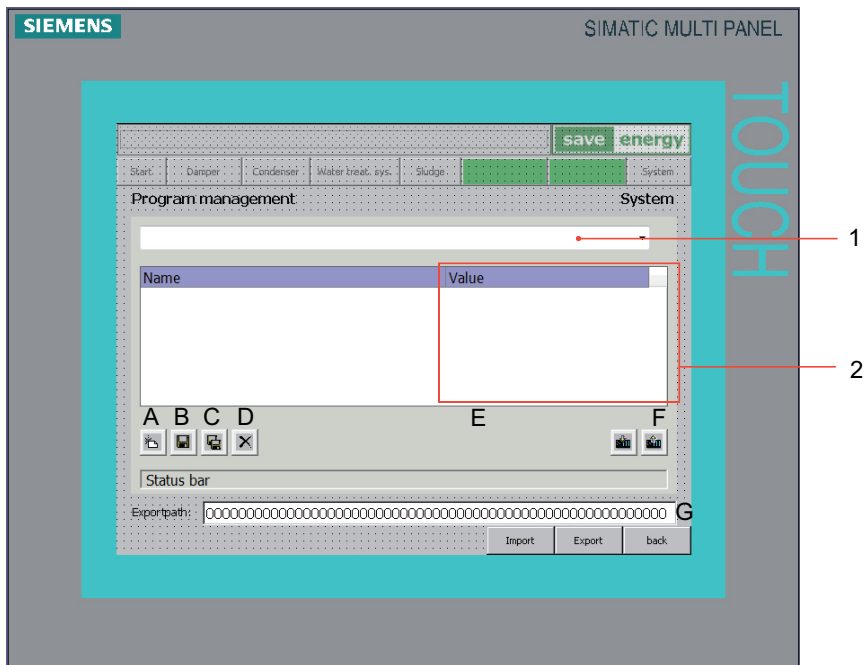 SIEMENS
SIMATIC MULTI PANEL
TOUCH
save energy
Start Damper Condenser Water treat. sys. Sludge System
Program management System
1
Name Value
2
A B C D E F
Status bar
Exportpath: 0000000000000000000000000000000000000000000000000000000 G
Import Export back